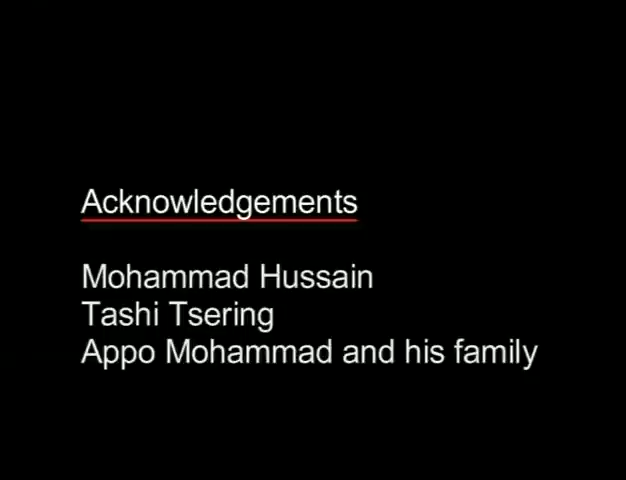 Acknowledgements
Mohammad Hussain
Tashi Tsering
Appo Mohammad and his family